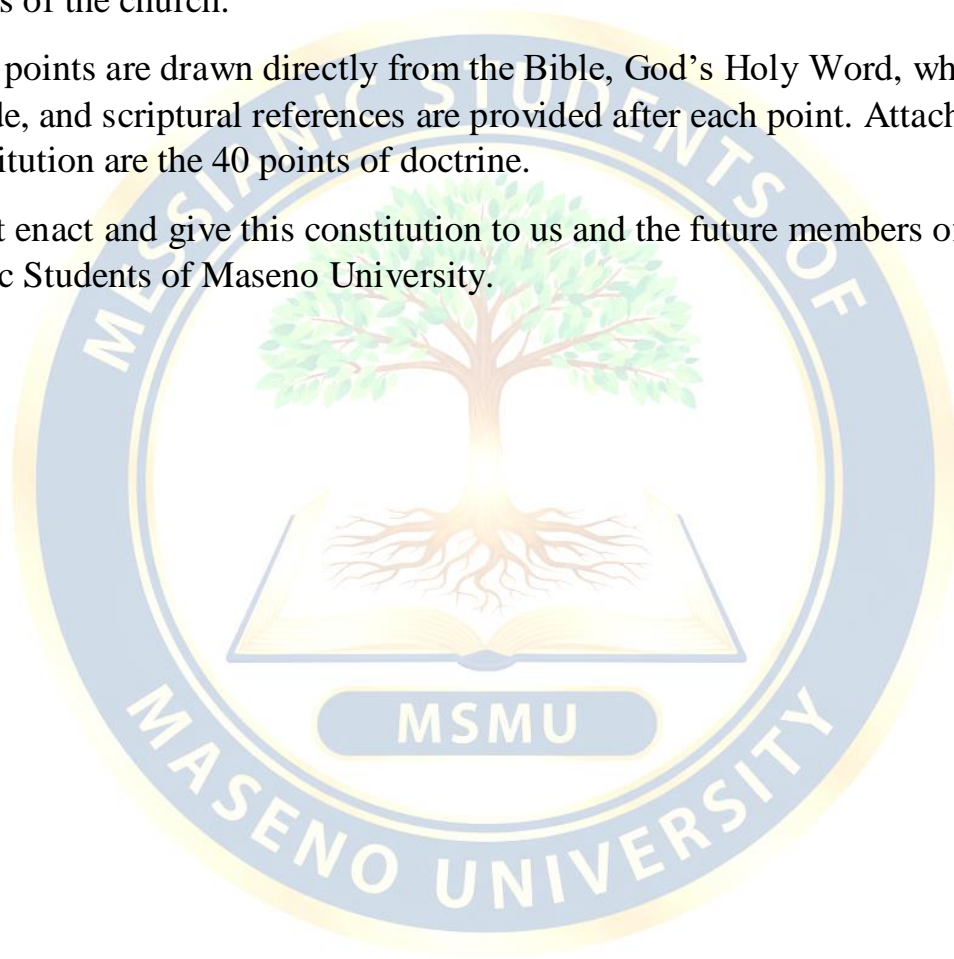 s of the church.
points are drawn directly from the Bible, God's Holy Word, wh
le, and scriptural references are provided after each point. Attach
titution are the 40 points of doctrine.
t enact and give this constitution to us and the future members o
c Students of Maseno University.
MESSIANIC STUDENTS OF
MSMU
MASENO UNIVERSITY